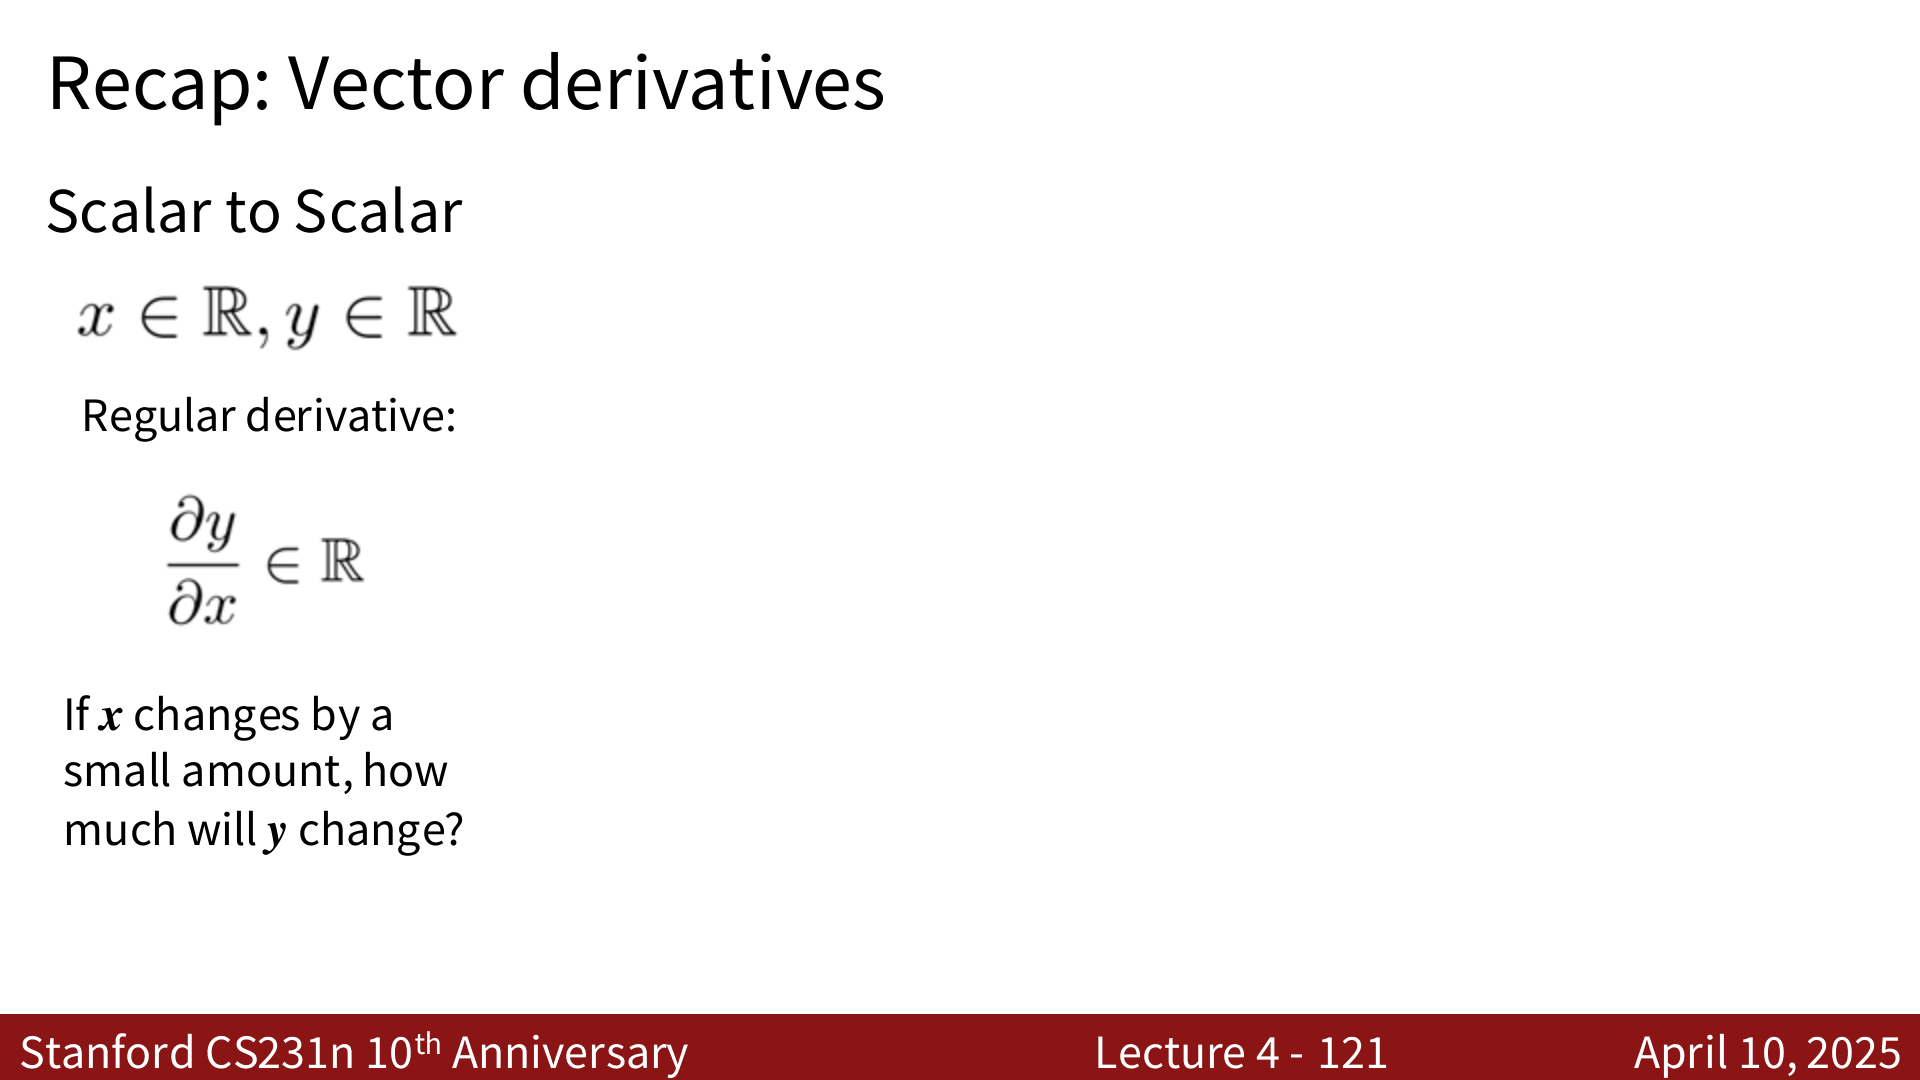 Recap: Vector derivatives
Scalar to Scalar
x ∈ ℝ, y ∈ ℝ
Regular derivative:
∂y/∂x ∈ ℝ
If x changes by a
small amount, how
much will y change?
Stanford CS231n 10th Anniversary Lecture 4 - 121 April 10, 2025